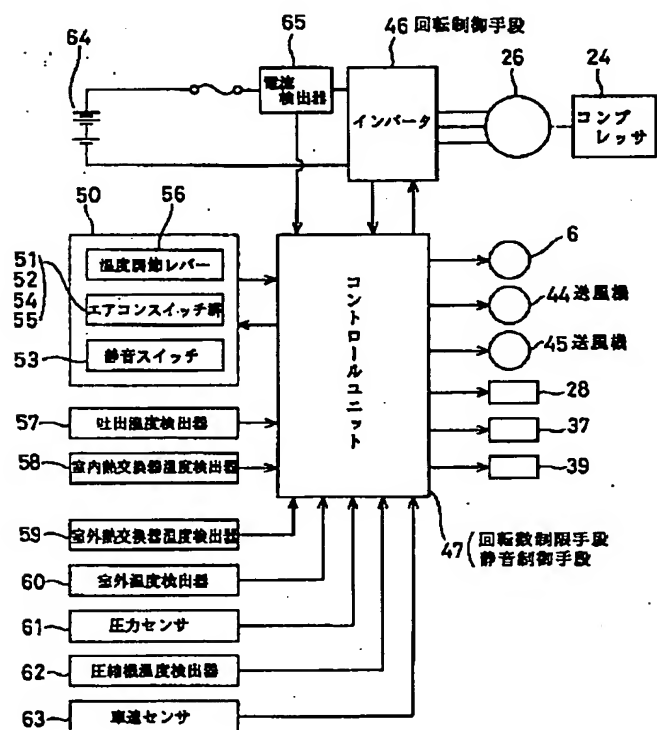 64
65
46 回転制御手段
26
24
電流
検出器
インバータ
コンプ
レッサ
50
56
温度調節レバー
51
52
54
55
エアコンスイッチ群
53
静音スイッチ
57
吐出温度検出器
58
室内熱交換器温度検出器
59
室外熱交換器温度検出器
60
室外温度検出器
61
圧力センサ
62
圧縮機温度検出器
63
車速センサ
コントロールユニット
6
44 送風機
45 送風機
28
37
39
47 (回転数制限手段
静音制御手段